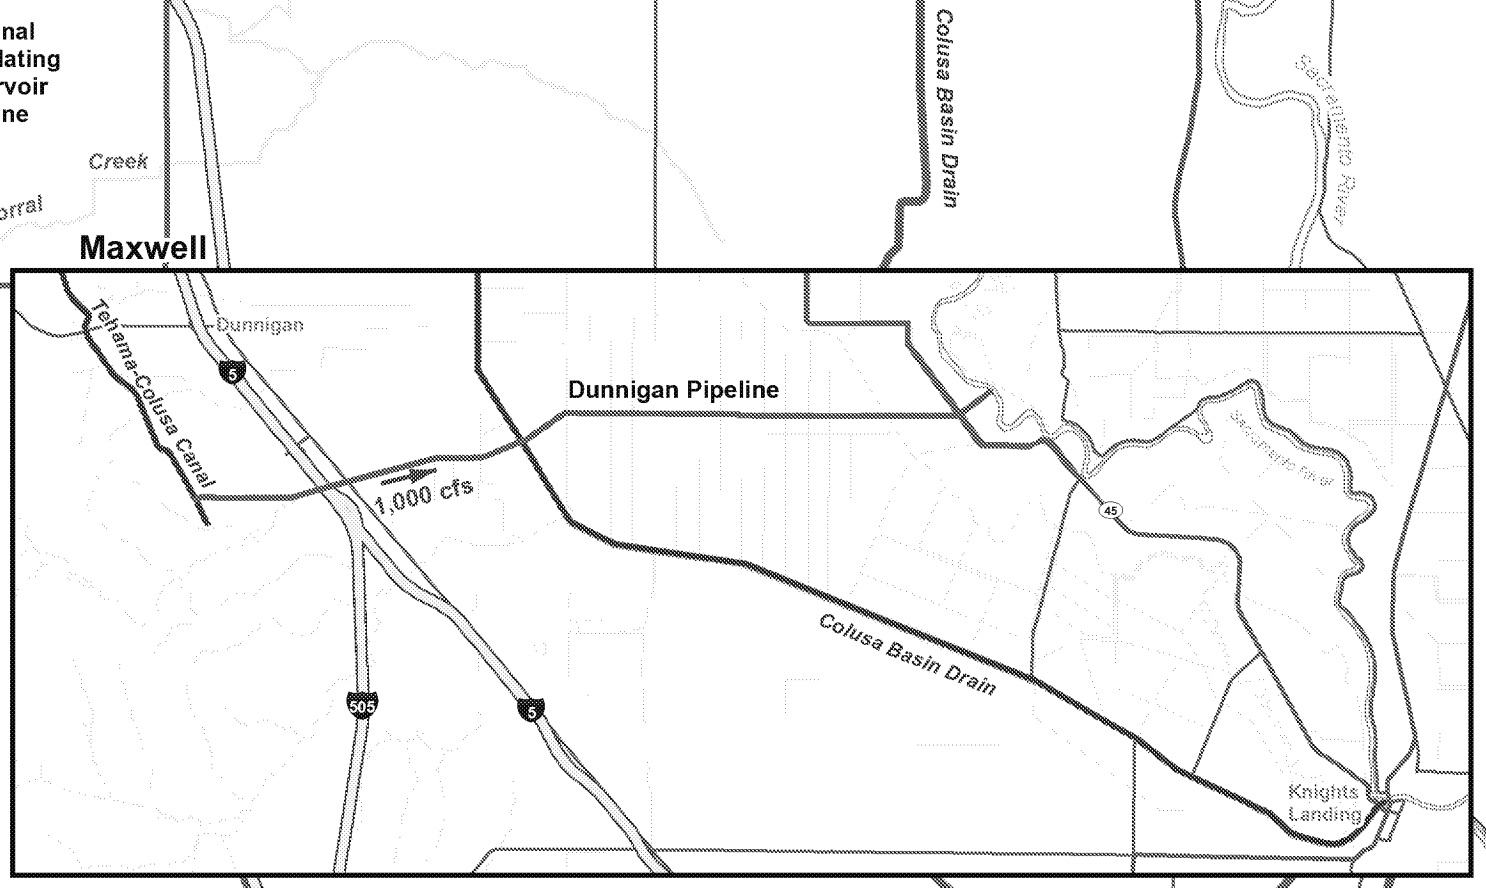 nal
lating
rvoir
ne
Creek
orral
Maxwell
Colusa Basin Drain
Sacramento River
Tehama-Colusa Canal
Dunnigan
5
Dunnigan Pipeline
1,000 cfs
Sacramento River
45
Colusa Basin Drain
505
5
Knights
Landing